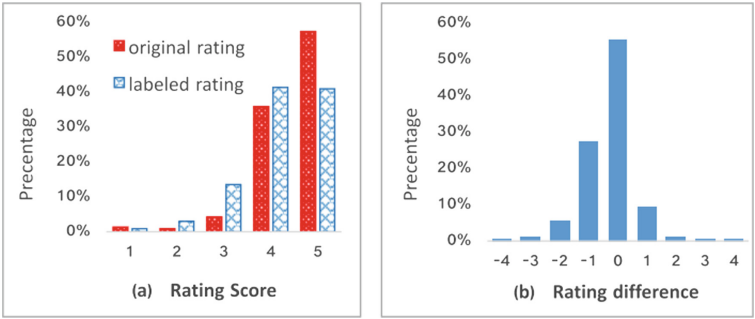 60%
50%
40%
30%
20%
10%
0%
Precentage
original rating
labeled rating
1 2 3 4 5
(a) Rating Score
60%
50%
40%
30%
20%
10%
0%
Precentage
-4 -3 -2 -1 0 1 2 3 4
(b) Rating difference